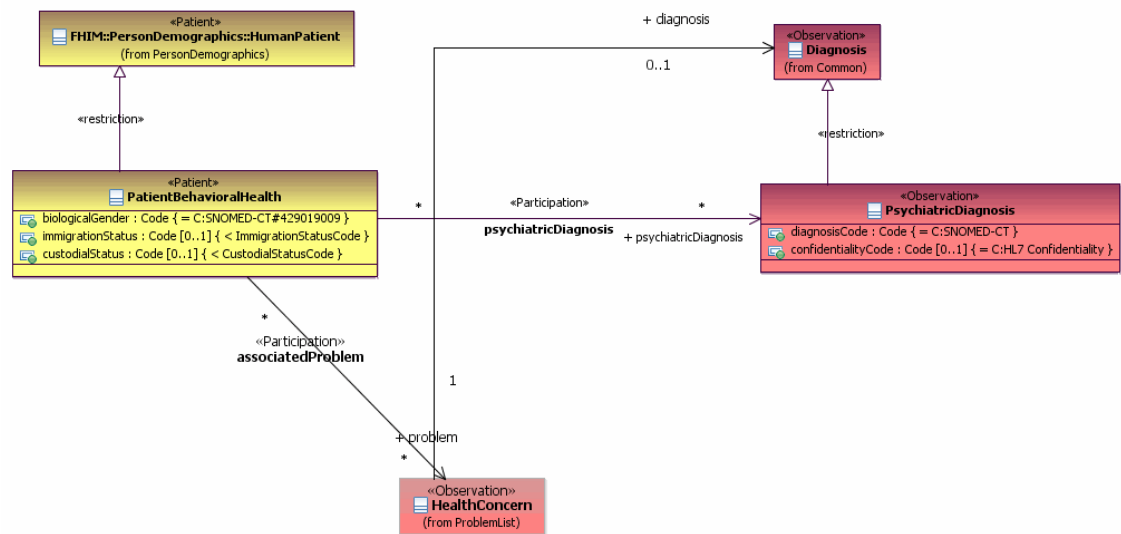 «Patient»
FHIM::PersonDemographics::HumanPatient
(from PersonDemographics)
+ diagnosis
0..1
«Observation»
Diagnosis
(from Common)
«restriction»
«restriction»
«Patient»
PatientBehavioralHealth
biologicalGender : Code { = C:SNOMED-CT#429019009 }
immigrationStatus : Code [0..1] { < ImmigrationStatusCode }
custodialStatus : Code [0..1] { < CustodialStatusCode }
*
«Participation»
psychiatricDiagnosis
*
+ psychiatricDiagnosis
«Observation»
PsychiatricDiagnosis
diagnosisCode : Code { = C:SNOMED-CT }
confidentialityCode : Code [0..1] { = C:HL7 Confidentiality }
*
«Participation»
associatedProblem
1
+ problem
*
«Observation»
HealthConcern
(from ProblemList)